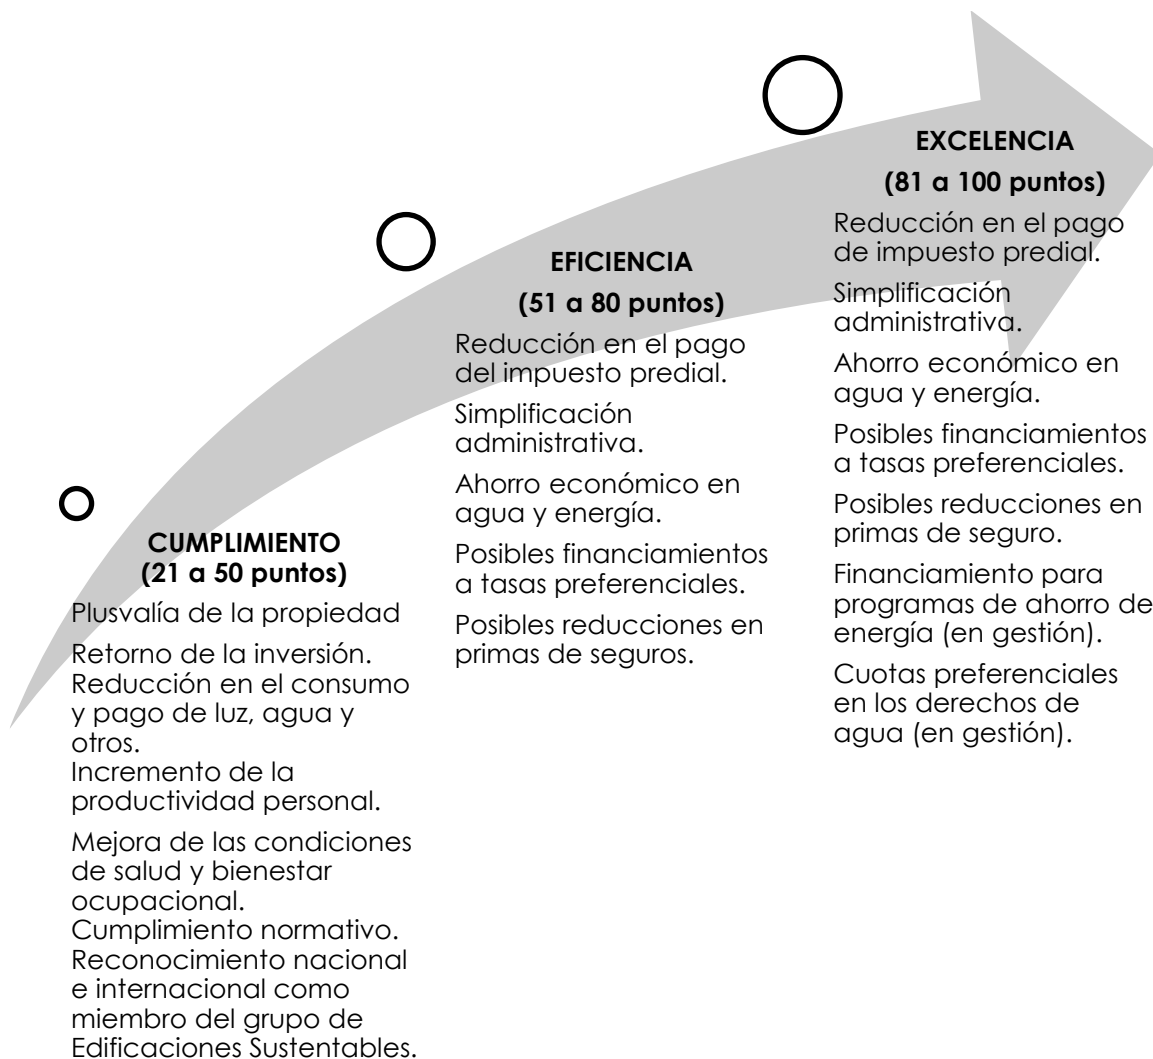 CUMPLIMIENTO
(21 a 50 puntos)
Plusvalía de la propiedad
Retorno de la inversión.
Reducción en el consumo
y pago de luz, agua y
otros.
Incremento de la
productividad personal.
Mejora de las condiciones
de salud y bienestar
ocupacional.
Cumplimiento normativo.
Reconocimiento nacional
e internacional como
miembro del grupo de
Edificaciones Sustentables.
EFICIENCIA
(51 a 80 puntos)
Reducción en el pago
del impuesto predial.
Simplificación
administrativa.
Ahorro económico en
agua y energía.
Posibles financiamientos
a tasas preferenciales.
Posibles reducciones en
primas de seguros.
EXCELENCIA
(81 a 100 puntos)
Reducción en el pago
de impuesto predial.
Simplificación
administrativa.
Ahorro económico en
agua y energía.
Posibles financiamientos
a tasas preferenciales.
Posibles reducciones en
primas de seguro.
Financiamiento para
programas de ahorro de
energía (en gestión).
Cuotas preferenciales
en los derechos de
agua (en gestión).